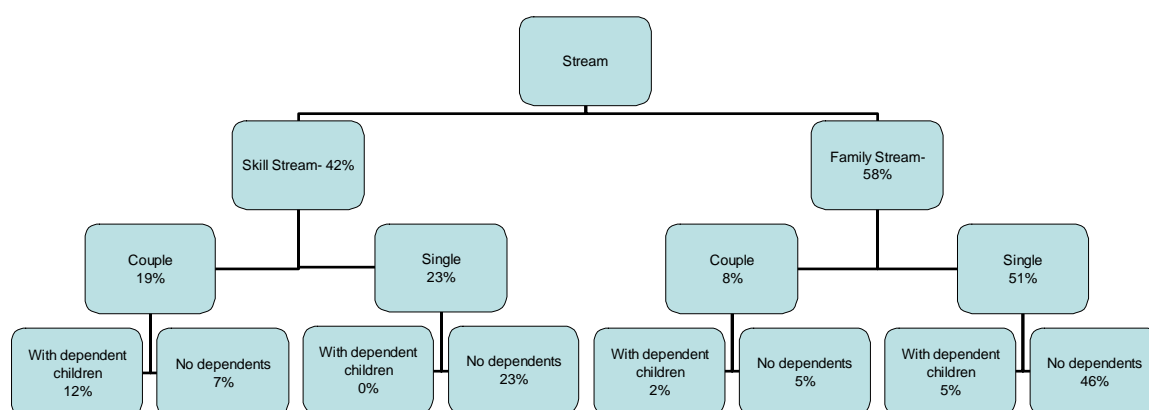 Stream
Skill Stream- 42%
Family Stream-
58%
Couple
19%
Single
23%
Couple
8%
Single
51%
With dependent
children
12%
No dependents
7%
With dependent
children
0%
No dependents
23%
With dependent
children
2%
No dependents
5%
With dependent
children
5%
No dependents
46%